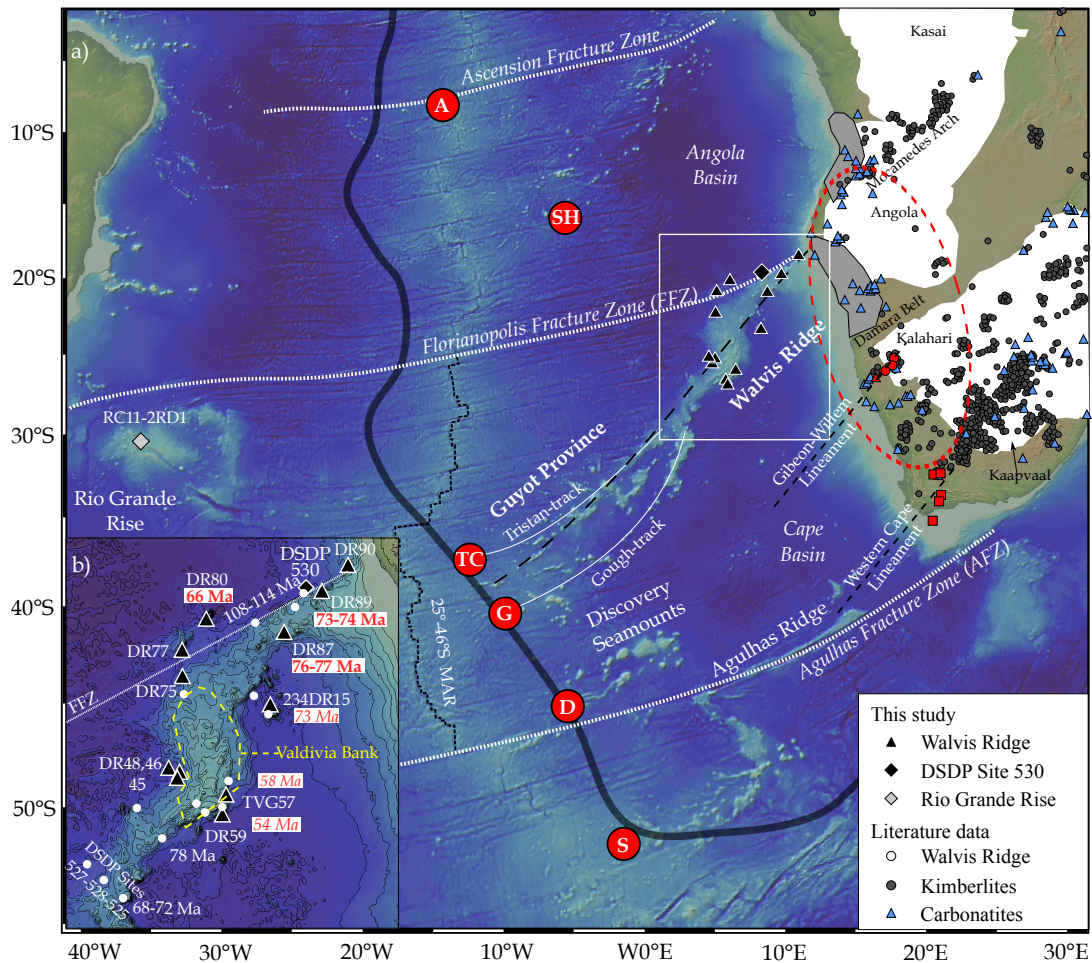 a)
Ascension Fracture Zone
Kasai
A
Mocamedes Arch
Angola
Basin
SH
Angola
Florianopolis Fracture Zone (FFZ)
Damara Belt
Kalahari
Walvis Ridge
RC11-2RD1
Rio Grande
Rise
Guyot Province
Tristan-track
Gough-track
Gibeon-Willem
Lineament
Kaapvaal
Cape
Basin
Western Cape
Lineament
TC
G
Discovery
Seamounts
Agulhas Ridge
Agulhas Fracture Zone (AFZ)
25°-46°S MAR
D
S
b)
DSDP
530
DR90
DR80
66 Ma
108-114 Ma
DR89
73-74 Ma
DR77
DR87
76-77 Ma
FFZ
DR75
234DR15
73 Ma
Valdivia Bank
DR48,46
45
58 Ma
TVG57
54 Ma
DR59
78 Ma
DSDP Sites
527-528-525
68-72 Ma
This study
Walvis Ridge
DSDP Site 530
Rio Grande Rise
Literature data
Walvis Ridge
Kimberlites
Carbonatites
10°S
20°S
30°S
40°S
50°S
40°W
30°W
20°W
10°W
W0°E
10°E
20°E
30°E